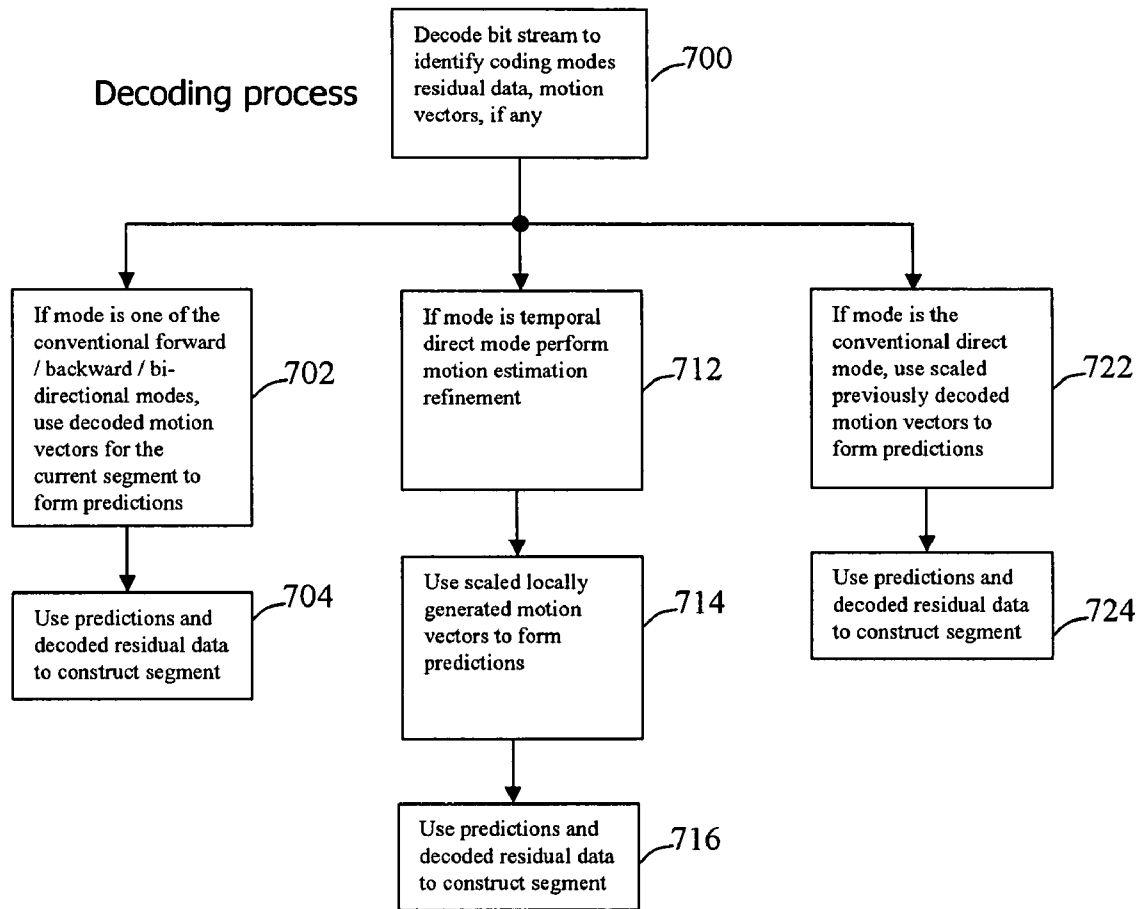 Decoding process
Decode bit stream to
identify coding modes
residual data, motion
vectors, if any
700
If mode is one of the
conventional forward
/ backward / bi-
directional modes,
use decoded motion
vectors for the
current segment to
form predictions
702
Use predictions and
decoded residual data
to construct segment
704
If mode is temporal
direct mode perform
motion estimation
refinement
712
Use scaled locally
generated motion
vectors to form
predictions
714
Use predictions and
decoded residual data
to construct segment
716
If mode is the
conventional direct
mode, use scaled
previously decoded
motion vectors to
form predictions
722
Use predictions and
decoded residual data
to construct segment
724